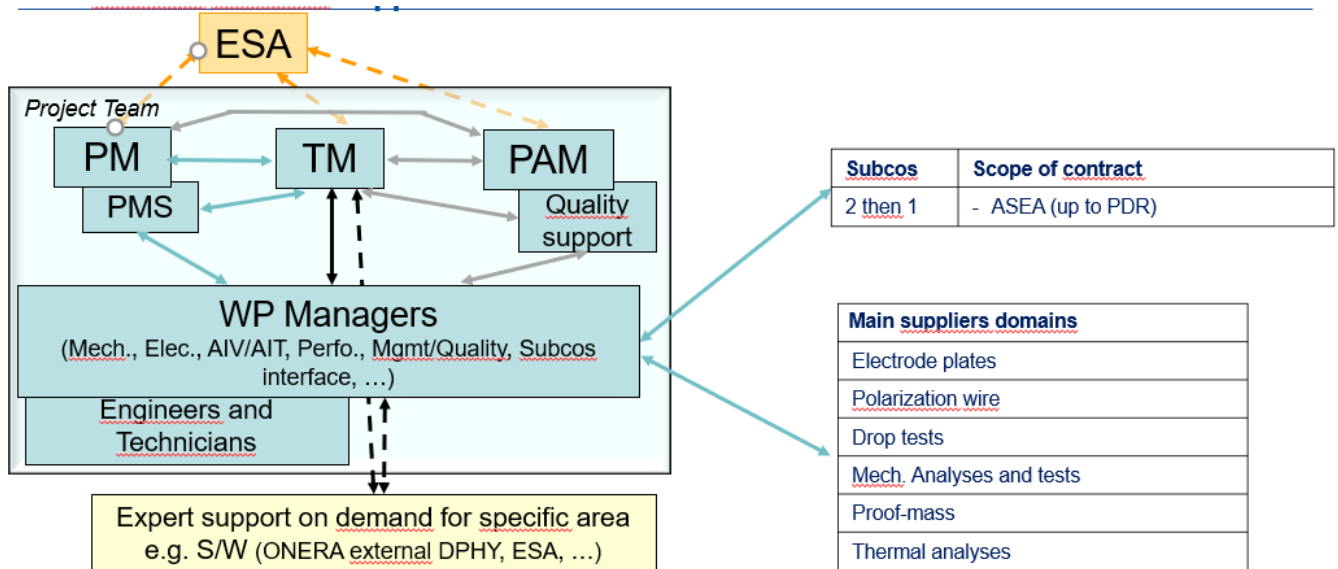 ESA
Project Team
PM
TM
PAM
PMS
Quality
support
WP Managers
(Mech., Elec., AIV/AIT, Perfo., Mgmt/Quality, Subcos
interface, …)
Engineers and
Technicians
Expert support on demand for specific area
e.g. S/W (ONERA external DPHY, ESA, …)
Subcos Scope of contract
2 then 1 - ASEA (up to PDR)
Main suppliers domains
Electrode plates
Polarization wire
Drop tests
Mech. Analyses and tests
Proof-mass
Thermal analyses